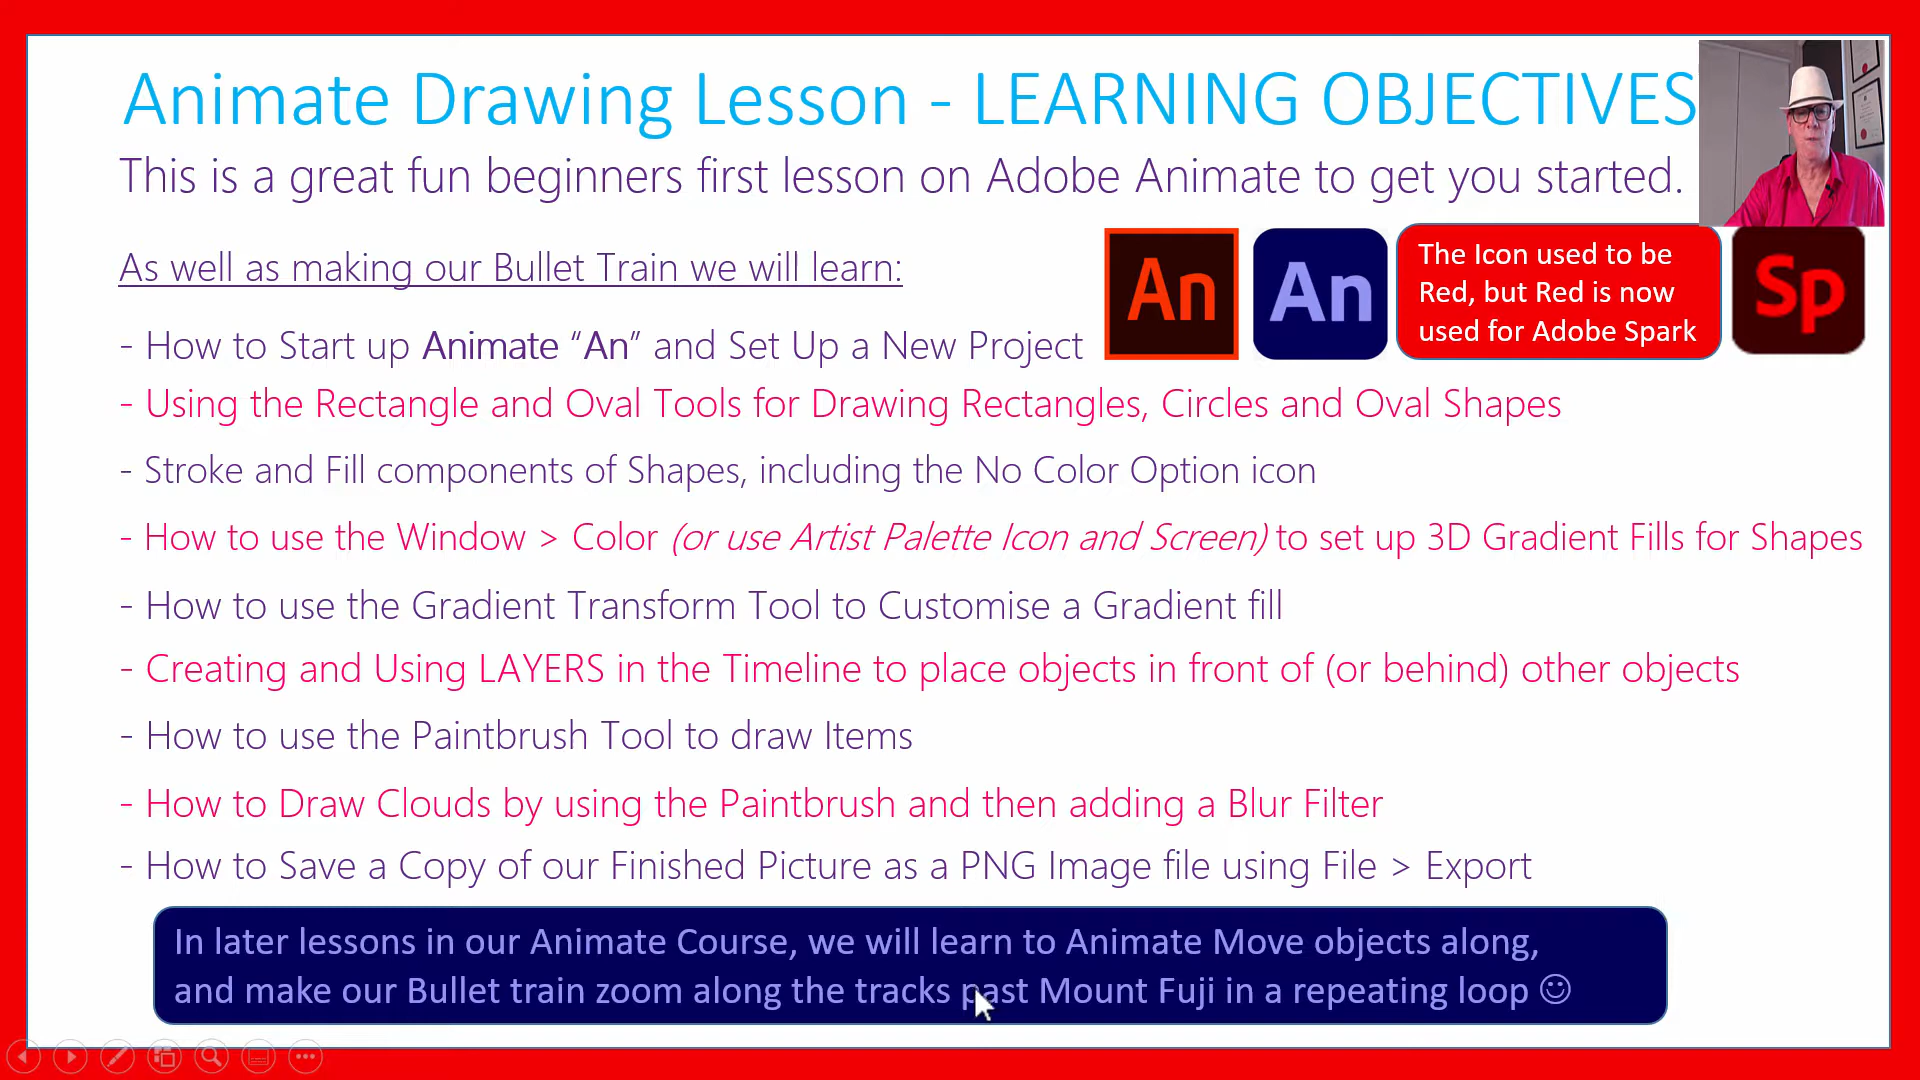 Animate Drawing Lesson - LEARNING OBJECTIVES
This is a great fun beginners first lesson on Adobe Animate to get you started.
As well as making our Bullet Train we will learn:
An
An
The Icon used to be
Red, but Red is now
used for Adobe Spark
Sp
- How to Start up Animate “An” and Set Up a New Project
- Using the Rectangle and Oval Tools for Drawing Rectangles, Circles and Oval Shapes
- Stroke and Fill components of Shapes, including the No Color Option icon
- How to use the Window > Color (or use Artist Palette Icon and Screen) to set up 3D Gradient Fills for Shapes
- How to use the Gradient Transform Tool to Customise a Gradient fill
- Creating and Using LAYERS in the Timeline to place objects in front of (or behind) other objects
- How to use the Paintbrush Tool to draw Items
- How to Draw Clouds by using the Paintbrush and then adding a Blur Filter
- How to Save a Copy of our Finished Picture as a PNG Image file using File > Export
In later lessons in our Animate Course, we will learn to Animate Move objects along,
and make our Bullet train zoom along the tracks past Mount Fuji in a repeating loop ☺